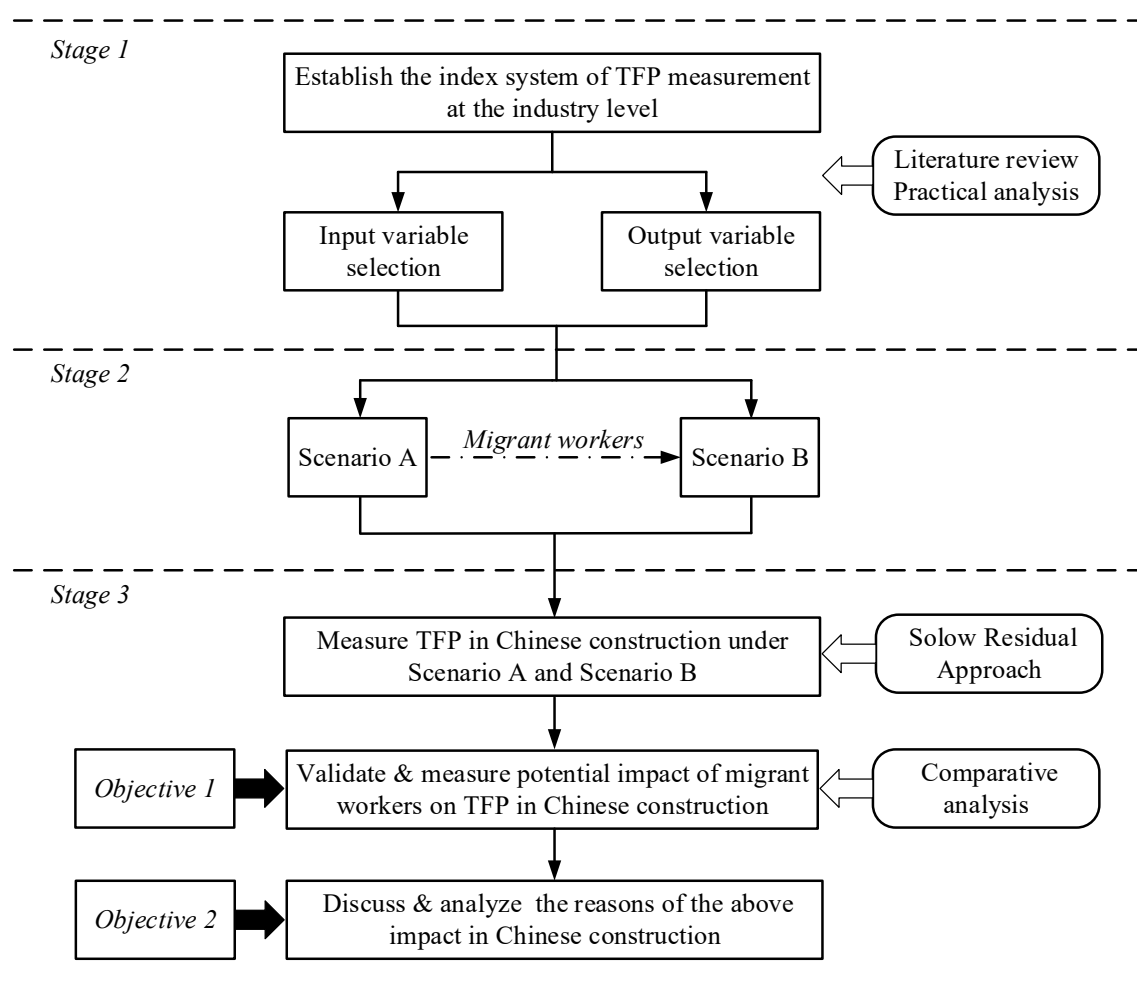 Stage 1
Establish the index system of TFP measurement
at the industry level
Literature review
Practical analysis
Input variable
selection
Output variable
selection
Stage 2
Scenario A
Migrant workers
Scenario B
Stage 3
Measure TFP in Chinese construction under
Scenario A and Scenario B
Solow Residual
Approach
Objective 1
Validate & measure potential impact of migrant
workers on TFP in Chinese construction
Comparative
analysis
Objective 2
Discuss & analyze the reasons of the above
impact in Chinese construction